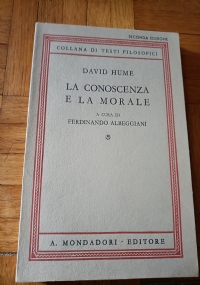 SECONDA EDIZIONE
COLLANA DI TESTI FILOSOFICI
DAVID HUME
LA CONOSCENZA
E LA MORALE
A CURA DI
FERDINANDO ALBEGGIANI
A. MONDADORI - EDITORE